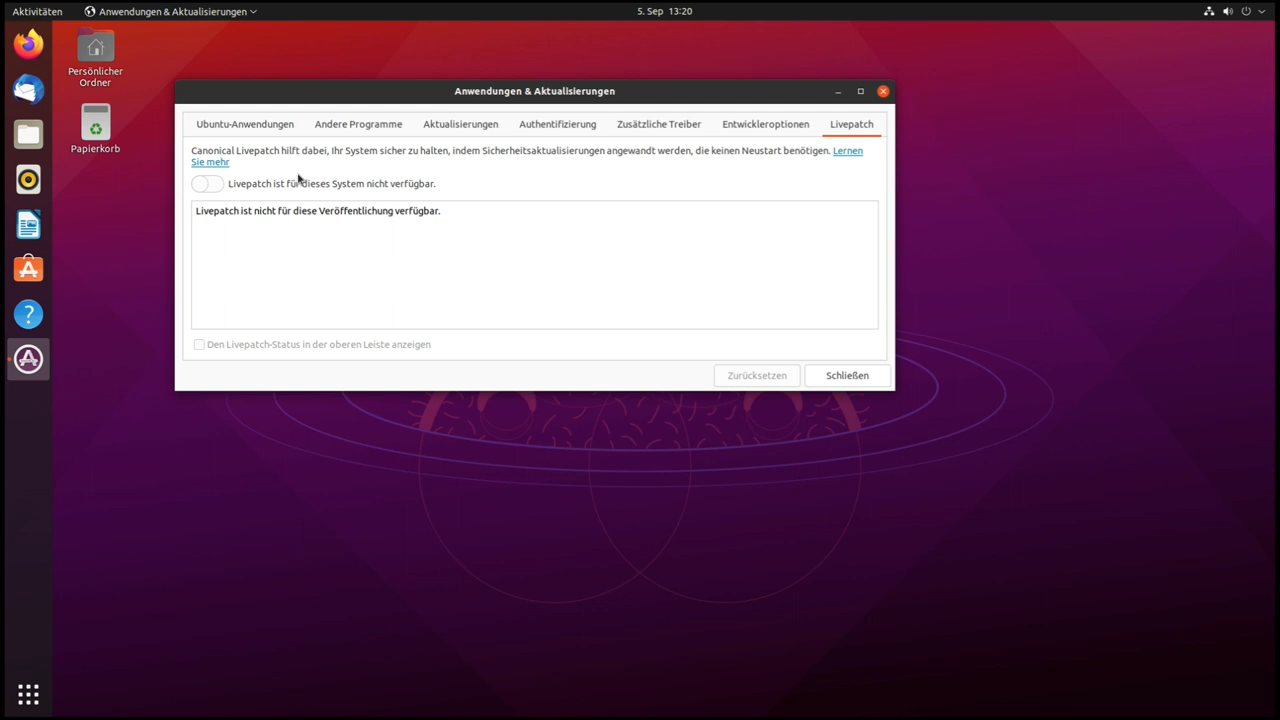 Aktivitäten
Anwendungen & Aktualisierungen
5. Sep 13:20
Persönlicher
Ordner
Papierkorb
Anwendungen & Aktualisierungen
Ubuntu-Anwendungen
Andere Programme
Aktualisierungen
Authentifizierung
Zusätzliche Treiber
Entwickleroptionen
Livepatch
Canonical Livepatch hilft dabei, Ihr System sicher zu halten, indem Sicherheitsaktualisierungen angewandt werden, die keinen Neustart benötigen. Lernen
Sie mehr
Livepatch ist für dieses System nicht verfügbar.
Livepatch ist nicht für diese Veröffentlichung verfügbar.
Den Livepatch-Status in der oberen Leiste anzeigen
Zurücksetzen
Schließen